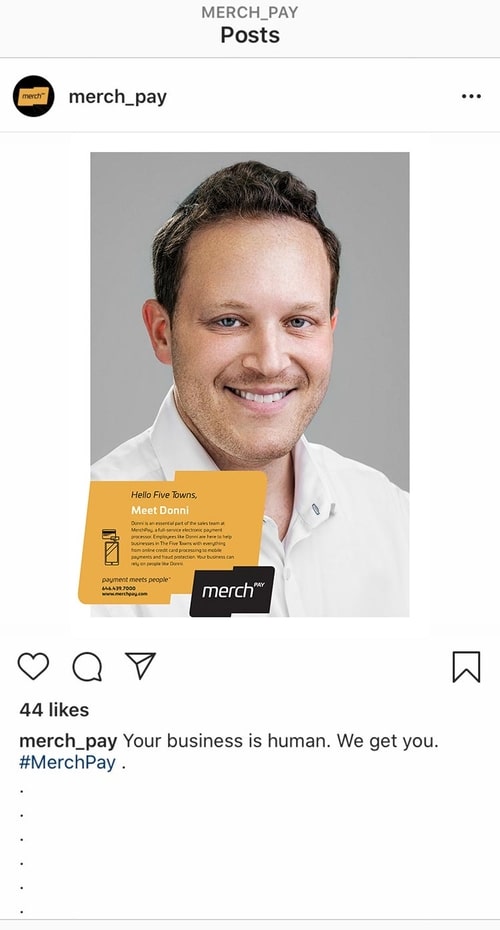 MERCH_PAY
Posts
merch™
merch_pay
Hello Five Towns,
Meet Donni
Donni is an essential part of the sales team at
MerchPay, a full-service electronic payment
processor. Employees like Donni are here to help
businesses in The Five Towns with everything
from online credit card processing to mobile
payments and fraud protection. Your business can
rely on people like Donni.
payment meets people™
646.439.7000
www.merchpay.com
merch PAY
44 likes
merch_pay Your business is human. We get you.
#MerchPay .
.
.
.
.
.
.